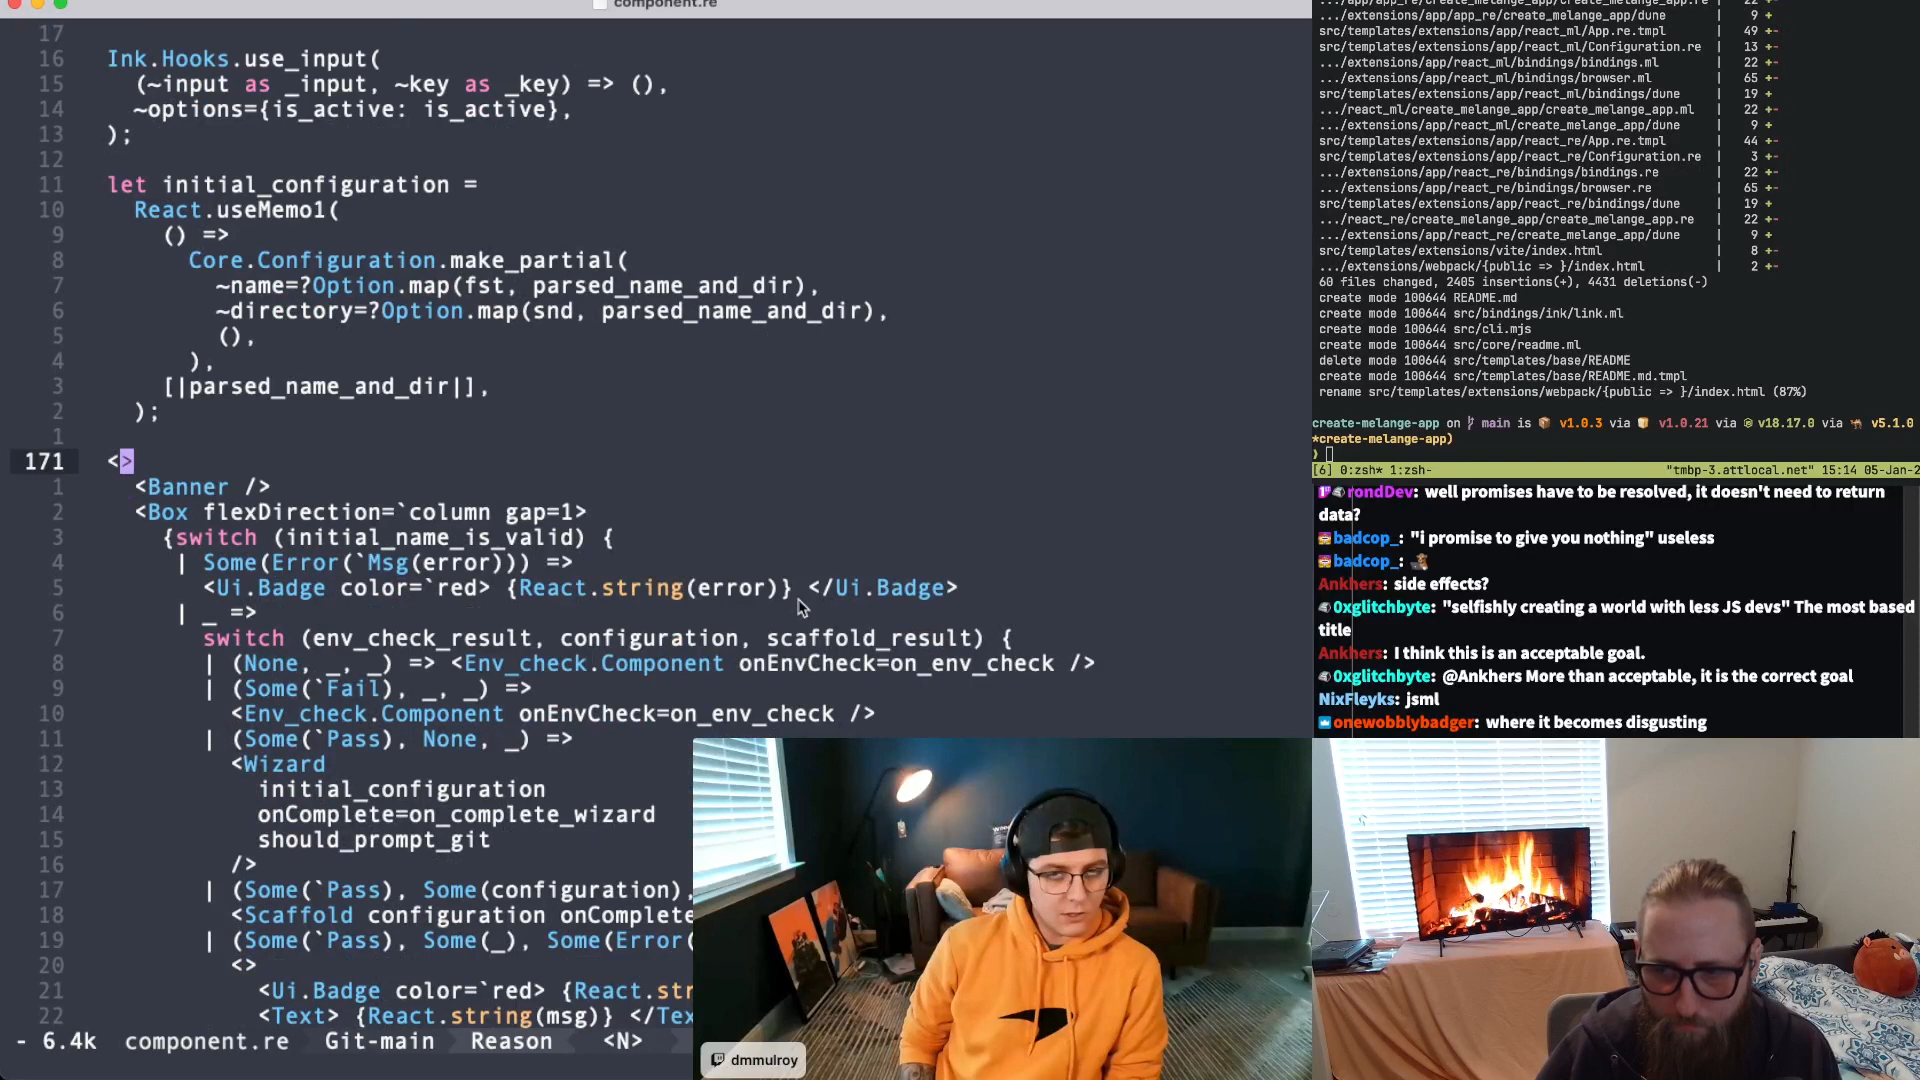 component.re
17
16 Ink.Hooks.use_input(
15 (~input as _input, ~key as _key) => (),
14 ~options={is_active: is_active},
13 );
12
11 let initial_configuration =
10 React.useMemo1(
9 () =>
8 Core.Configuration.make_partial(
7 ~name=?Option.map(fst, parsed_name_and_dir),
6 ~directory=?Option.map(snd, parsed_name_and_dir),
5 (),
4 ),
3 [|parsed_name_and_dir|],
2 );
1
171 <>
1 <Banner />
2 <Box flexDirection=`column gap=1>
3 {switch (initial_name_is_valid) {
4 | Some(Error(`Msg(error))) =>
5 <Ui.Badge color=`red> {React.string(error)} </Ui.Badge>
6 | _ =>
7 switch (env_check_result, configuration, scaffold_result) {
8 | (None, _, _) => <Env_check.Component onEnvCheck=on_env_check />
9 | (Some(`Fail), _, _) =>
10 <Env_check.Component onEnvCheck=on_env_check />
11 | (Some(`Pass), None, _) =>
12 <Wizard
13 initial_configuration
14 onComplete=on_complete_wizard
15 should_prompt_git
16 />
17 | (Some(`Pass), Some(configuration),
18 <Scaffold configuration onComplete
19 | (Some(`Pass), Some(_), Some(Error(
20 <>
21 <Ui.Badge color=`red> {React.str
22 <Text> {React.string(msg)} </Tex
- 6.4k component.re Git-main Reason <N>
.../app/app_re/create_melange_app/create_melange_app.re | 22 +-
.../extensions/app/app_re/create_melange_app/dune | 9 +
src/templates/extensions/app/react_ml/App.re.tmpl | 49 +-
src/templates/extensions/app/react_ml/Configuration.re | 13 +-
.../extensions/app/react_ml/bindings/bindings.ml | 22 +-
.../extensions/app/react_ml/bindings/browser.ml | 65 +-
.../extensions/app/react_ml/bindings/dune | 19 +
.../react_ml/create_melange_app/create_melange_app.ml | 22 +-
.../extensions/app/react_ml/create_melange_app/dune | 9 +
src/templates/extensions/app/react_re/App.re.tmpl | 44 +-
src/templates/extensions/app/react_re/Configuration.re | 3 +-
.../extensions/app/react_re/bindings/bindings.re | 22 +-
.../extensions/app/react_re/bindings/browser.re | 65 +-
.../extensions/app/react_re/bindings/dune | 19 +
.../react_re/create_melange_app/create_melange_app.re | 22 +-
.../extensions/app/react_re/create_melange_app/dune | 9 +
src/templates/extensions/vite/index.html | 8 +-
.../extensions/webpack/{public => }/index.html | 2 +-
60 files changed, 2405 insertions(+), 4431 deletions(-)
create mode 100644 README.md
create mode 100644 src/bindings/ink/link.ml
create mode 100644 src/cli.mjs
create mode 100644 src/core/readme.ml
delete mode 100644 src/templates/base/README
create mode 100644 src/templates/base/README.md.tmpl
rename src/templates/extensions/webpack/{public => }/index.html (87%)
create-melange-app on main is v1.0.3 via v1.0.21 via v18.17.0 via v5.1.0
*create-melange-app)
)
[6] 0:zsh* 1:zsh- "tmbp-3.attlocal.net" 15:14 05-Jan-2
rondDev: well promises have to be resolved, it doesn't need to return
data?
badcop_: "i promise to give you nothing" useless
badcop_:
Ankhers: side effects?
0xglitchbyte: "selfishly creating a world with less JS devs" The most based
title
Ankhers: I think this is an acceptable goal.
0xglitchbyte: @Ankhers More than acceptable, it is the correct goal
NixFleyks: jsml
onewobblybadger: where it becomes disgusting
dmmulroy